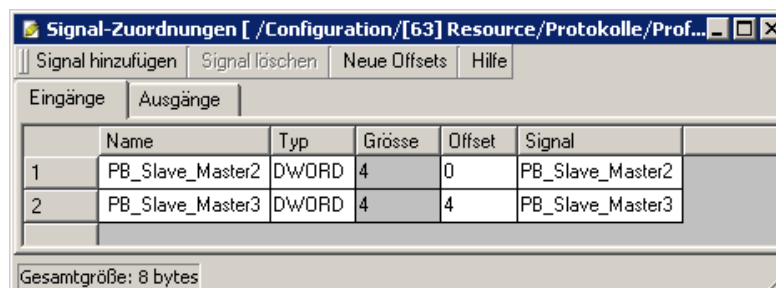 Signal-Zuordnungen [ /Configuration/[63] Resource/Protokolle/Prof...
Signal hinzufügen Signal löschen Neue Offsets Hilfe
Eingänge Ausgänge
Name Typ Grösse Offset Signal
1 PB_Slave_Master2 DWORD 4 0 PB_Slave_Master2
2 PB_Slave_Master3 DWORD 4 4 PB_Slave_Master3
Gesamtgröße: 8 bytes